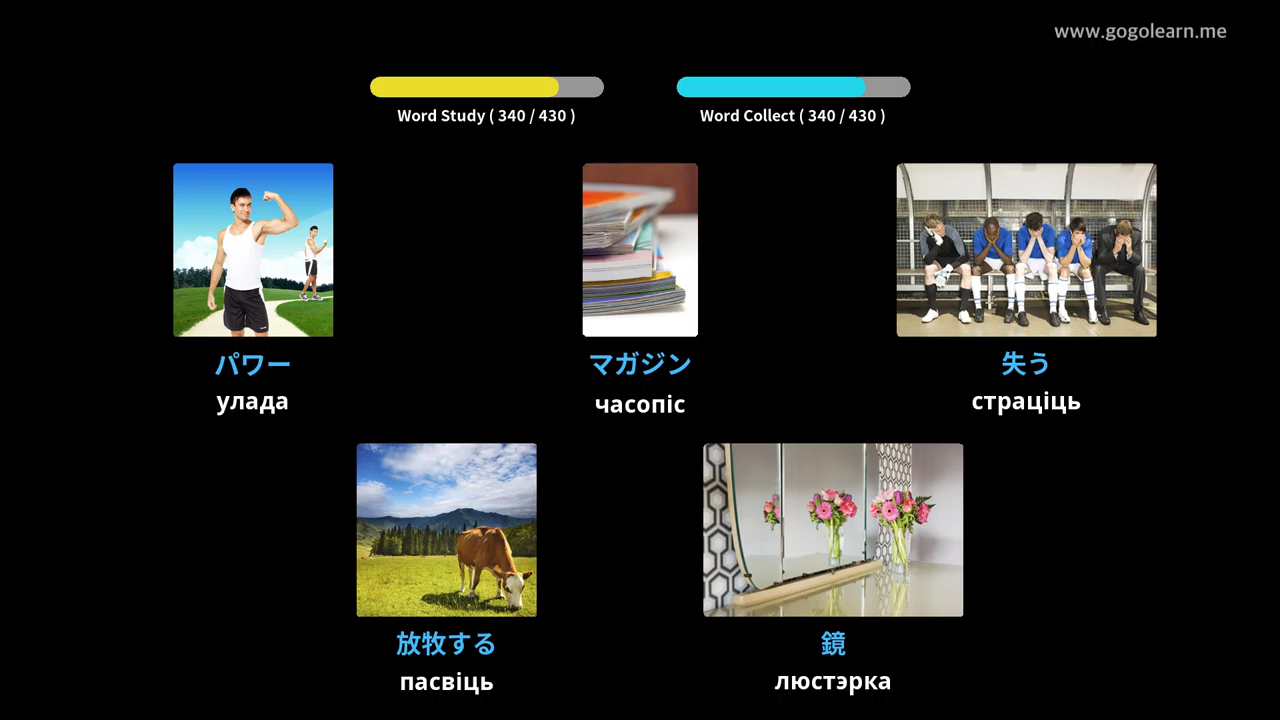 www.gogolearn.me
Word Study ( 340 / 430 )
Word Collect ( 340 / 430 )
パワー
улада
マガジン
часопіс
失う
страціць
放牧する
пасвіць
鏡
люстэрка